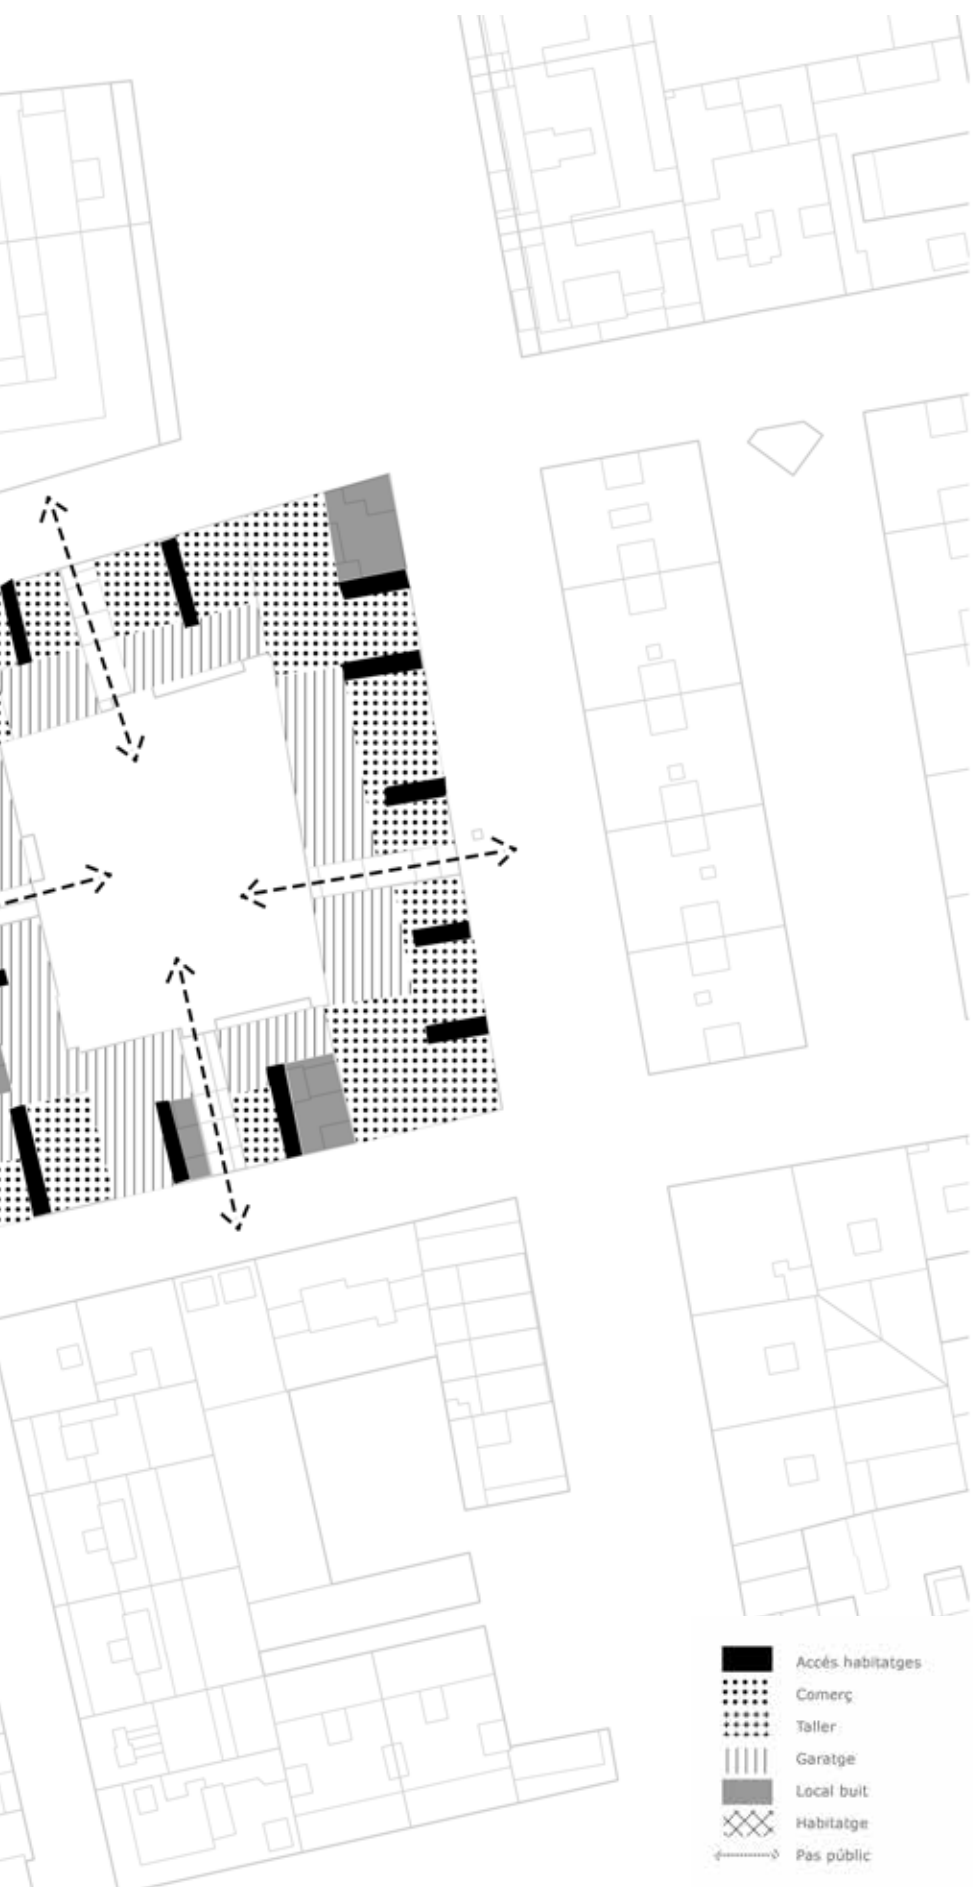 Accés habitatges
Comerç
Taller
Garatge
Local buit
Habitatge
Pas públic